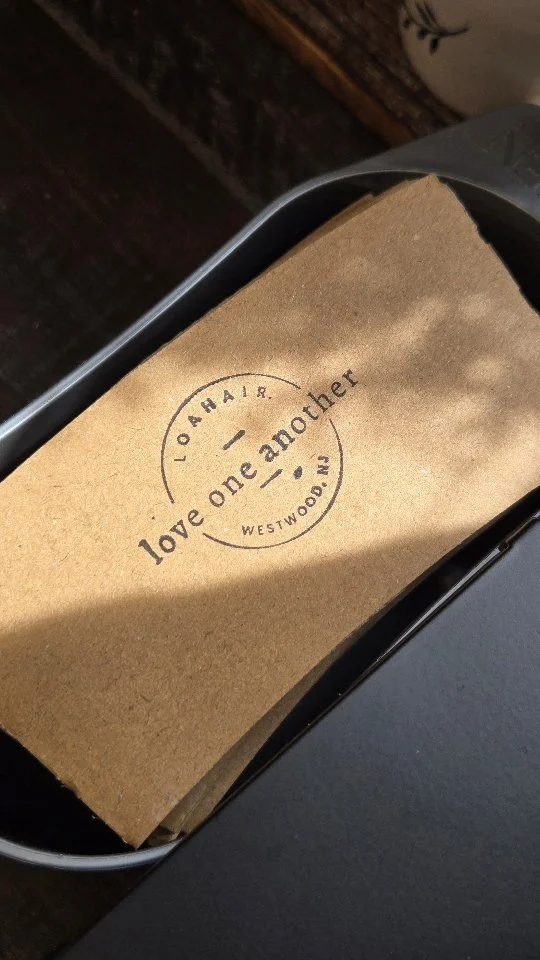 LOAHAIR.
love one another
WESTWOOD, NJ